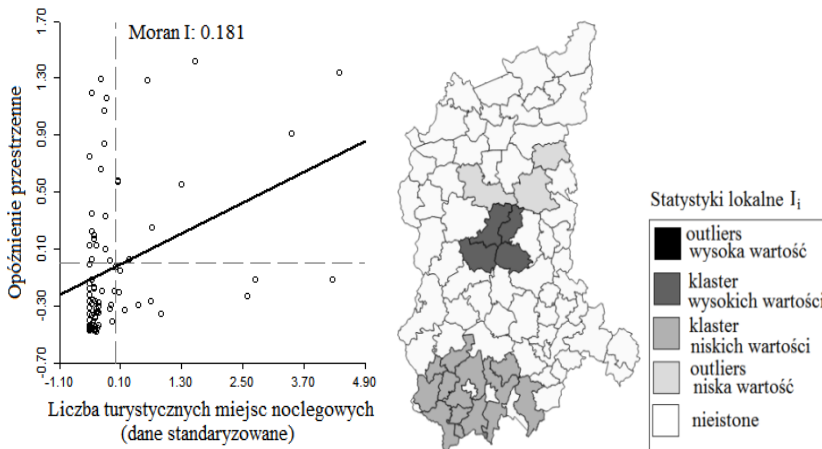 Moran I: 0.181
Opóźnienie przestrzenne
1.70
1.30
0.90
0.50
0.10
-0.30
-0.70
-1.10
0.10
1.30
2.50
3.70
4.90
Liczba turystycznych miejsc noclegowych
(dane standaryzowane)
Statystyki lokalne Ii
outliers
wysoka wartość
klaster
wysokich wartości
klaster
niskich wartości
outliers
niska wartość
nieistone